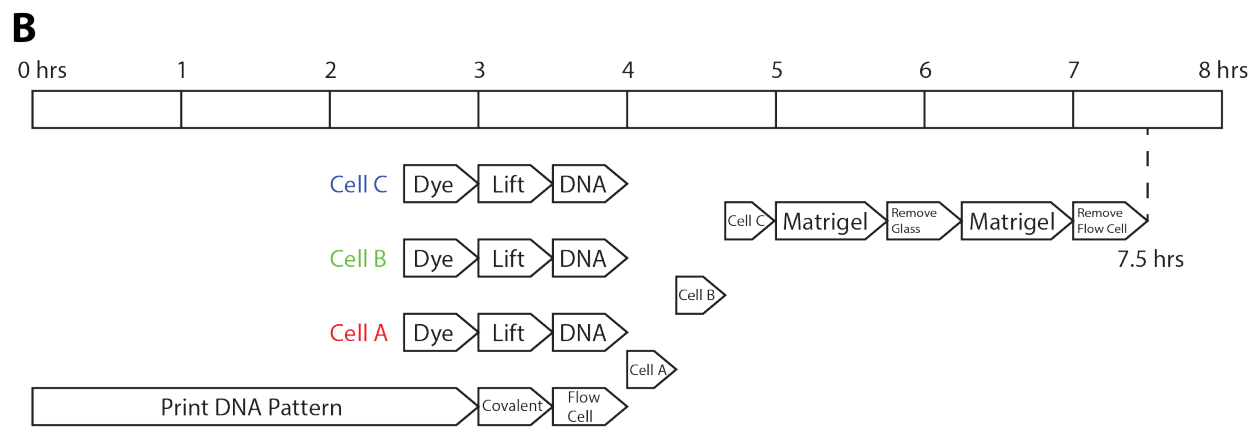 B
0 hrs 1 2 3 4 5 6 7 8 hrs
Cell C Dye Lift DNA
Cell C Matrigel Remove Glass Matrigel Remove Flow Cell
7.5 hrs
Cell B Dye Lift DNA
Cell B
Cell A Dye Lift DNA
Cell A
Print DNA Pattern Covalent Flow Cell